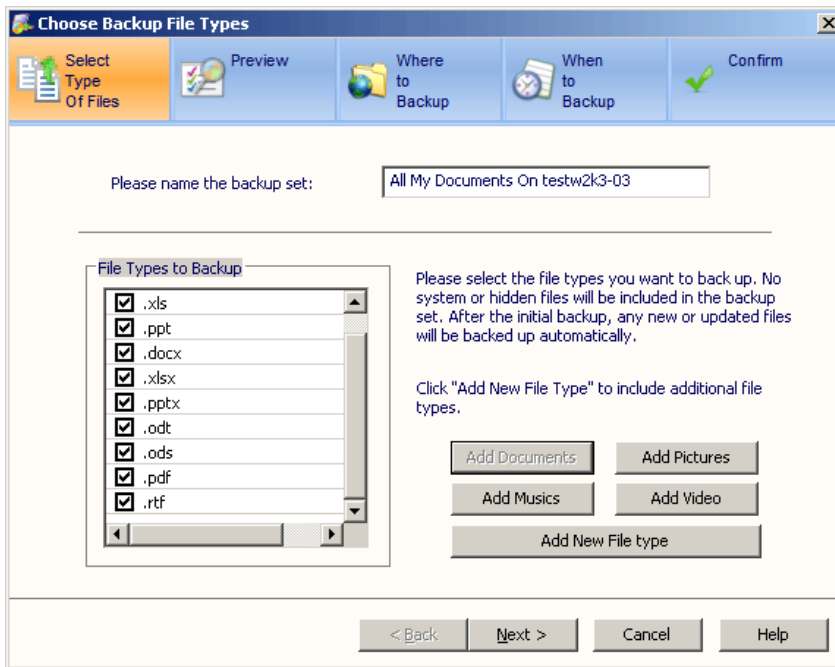 Choose Backup File Types
Select
Type
Of Files
Preview
Where
to
Backup
When
to
Backup
Confirm
Please name the backup set:
All My Documents On testw2k3-03
File Types to Backup
.xls
.ppt
.docx
.xlsx
.pptx
.odt
.ods
.pdf
.rtf
Please select the file types you want to back up. No
system or hidden files will be included in the backup
set. After the initial backup, any new or updated files
will be backed up automatically.
Click "Add New File Type" to include additional file
types.
Add Documents
Add Pictures
Add Musics
Add Video
Add New File type
< Back
Next >
Cancel
Help